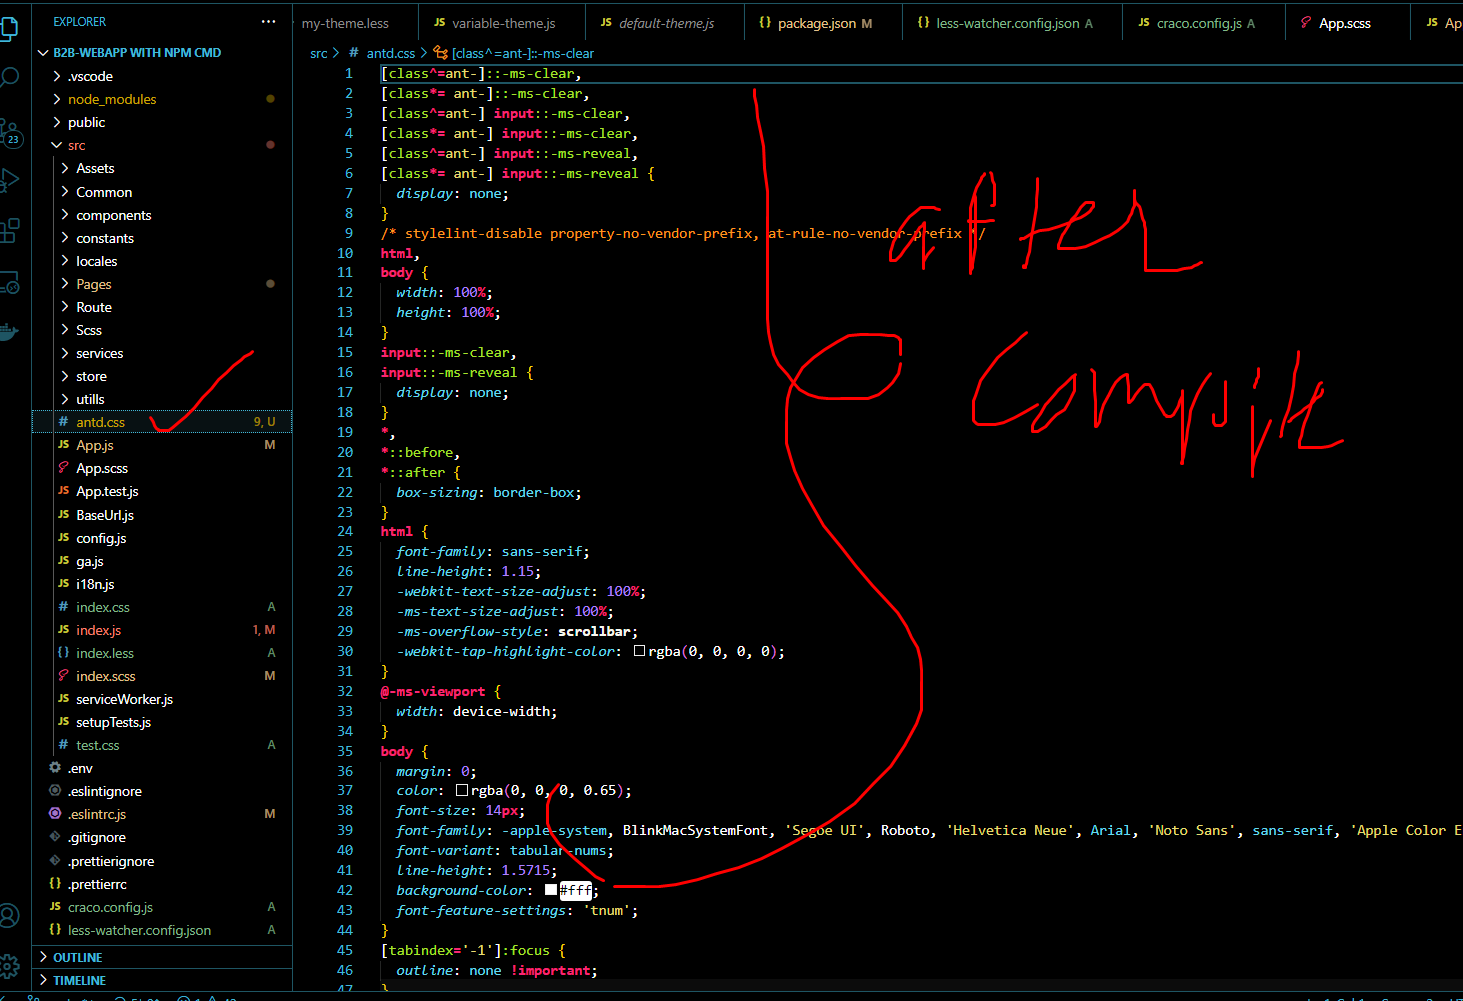 EXPLORER
···
my-theme.less
JS variable-theme.js
JS default-theme.js
{} package.json M
{} less-watcher.config.json A
JS craco.config.js A
App.scss
JS Ap
B2B-WEBAPP WITH NPM CMD
src > # antd.css > [class^=ant-]::-ms-clear
.vscode
node_modules
public
src
Assets
Common
components
constants
locales
Pages
Route
Scss
services
store
utills
# antd.css 9, U
JS App.js M
App.scss
JS App.test.js
JS BaseUrl.js
JS config.js
JS ga.js
JS i18n.js
# index.css A
JS index.js 1, M
{} index.less A
index.scss M
JS serviceWorker.js
JS setupTests.js
# test.css A
.env
.eslintignore
.eslintrc.js M
.gitignore
.prettierignore
{} .prettierrc
JS craco.config.js A
{} less-watcher.config.json A
OUTLINE
TIMELINE
23
1 [class^=ant-]::-ms-clear,
2 [class*= ant-]::-ms-clear,
3 [class^=ant-] input::-ms-clear,
4 [class*= ant-] input::-ms-clear,
5 [class^=ant-] input::-ms-reveal,
6 [class*= ant-] input::-ms-reveal {
7 display: none;
8 }
9 /* stylelint-disable property-no-vendor-prefix, at-rule-no-vendor-prefix */
10 html,
11 body {
12 width: 100%;
13 height: 100%;
14 }
15 input::-ms-clear,
16 input::-ms-reveal {
17 display: none;
18 }
19 *,
20 *::before,
21 *::after {
22 box-sizing: border-box;
23 }
24 html {
25 font-family: sans-serif;
26 line-height: 1.15;
27 -webkit-text-size-adjust: 100%;
28 -ms-text-size-adjust: 100%;
29 -ms-overflow-style: scrollbar;
30 -webkit-tap-highlight-color: rgba(0, 0, 0, 0);
31 }
32 @-ms-viewport {
33 width: device-width;
34 }
35 body {
36 margin: 0;
37 color: rgba(0, 0, 0, 0.65);
38 font-size: 14px;
39 font-family: -apple-system, BlinkMacSystemFont, 'Segoe UI', Roboto, 'Helvetica Neue', Arial, 'Noto Sans', sans-serif, 'Apple Color E
40 font-variant: tabular-nums;
41 line-height: 1.5715;
42 background-color: #fff;
43 font-feature-settings: 'tnum';
44 }
45 [tabindex='-1']:focus {
46 outline: none !important;
47 }
after
Compile